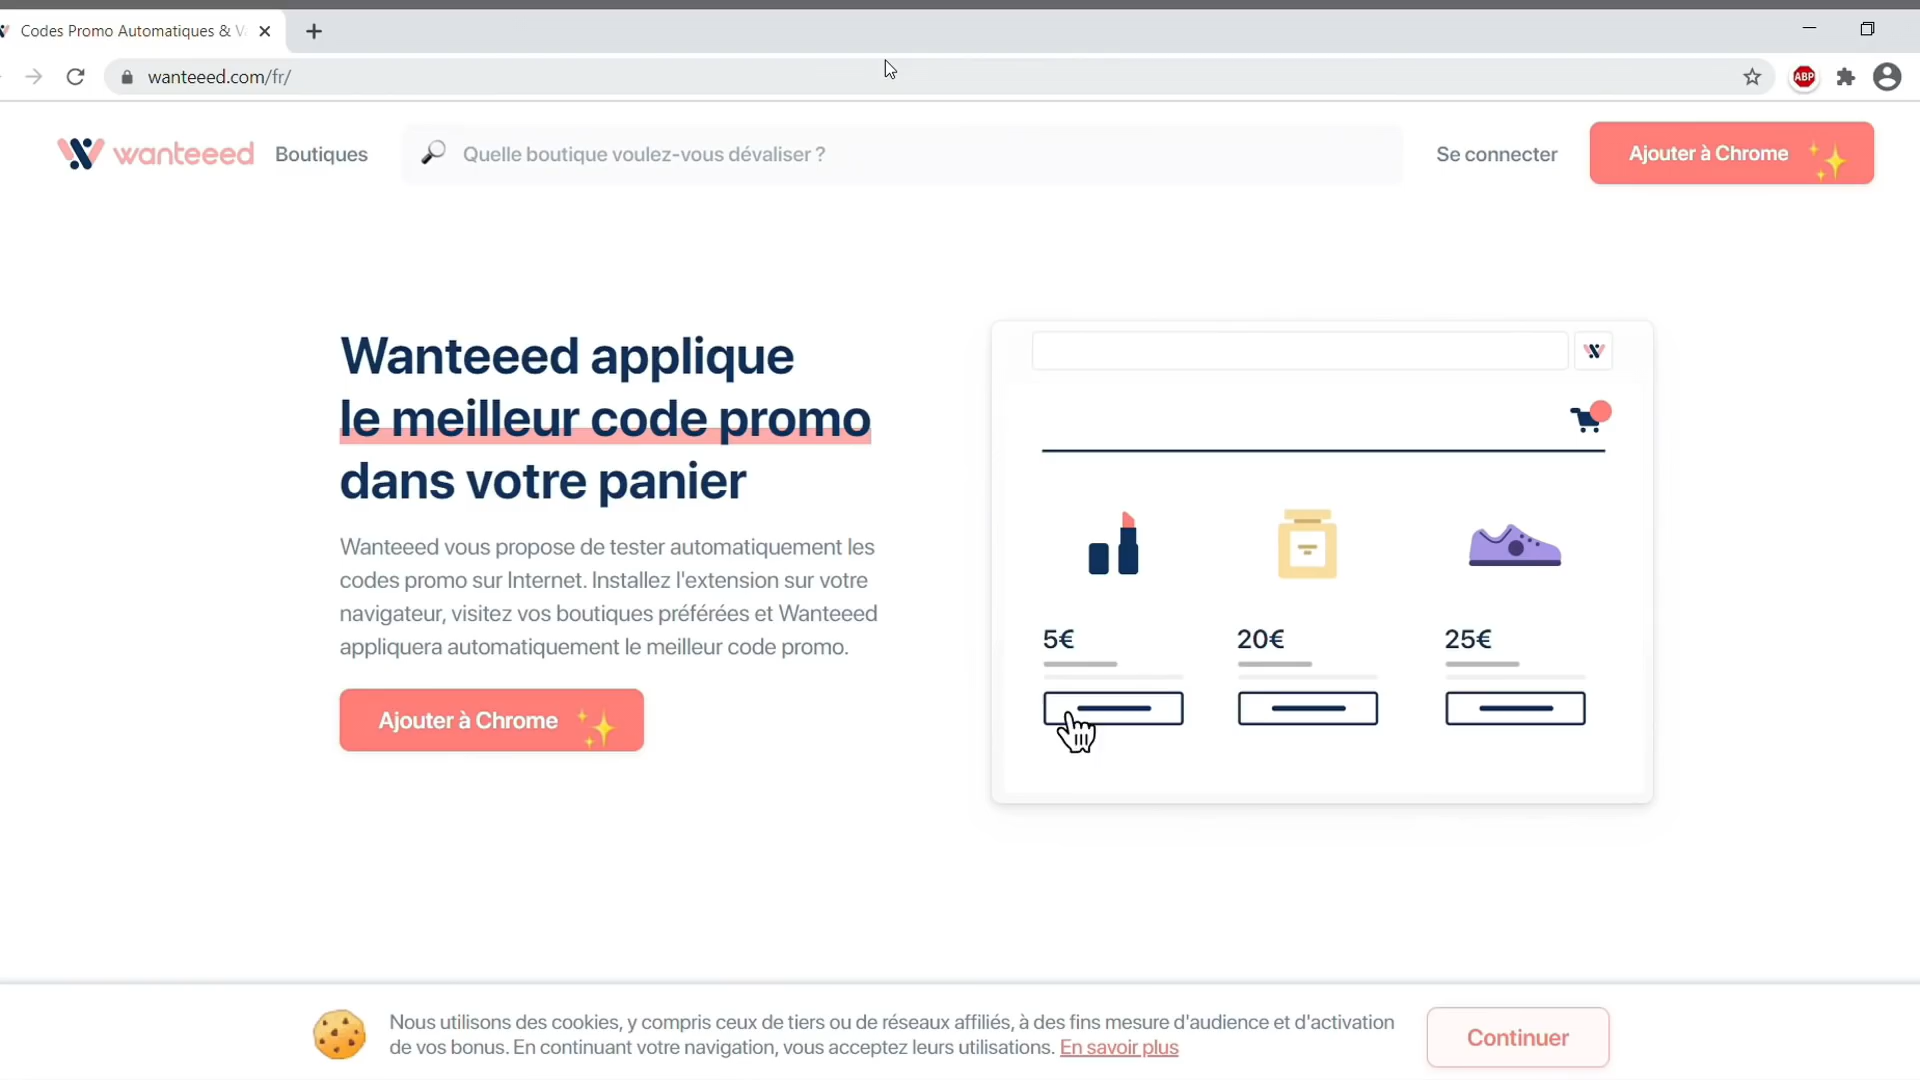 Codes Promo Automatiques & V
wanteeed.com/fr/
ABP
wanteeed
Boutiques
Quelle boutique voulez-vous dévaliser ?
Se connecter
Ajouter à Chrome
Wanteeed applique
le meilleur code promo
dans votre panier
Wanteeed vous propose de tester automatiquement les
codes promo sur Internet. Installez l'extension sur votre
navigateur, visitez vos boutiques préférées et Wanteeed
appliquera automatiquement le meilleur code promo.
Ajouter à Chrome
5€
20€
25€
Nous utilisons des cookies, y compris ceux de tiers ou de réseaux affiliés, à des fins mesure d'audience et d'activation
de vos bonus. En continuant votre navigation, vous acceptez leurs utilisations. En savoir plus
Continuer